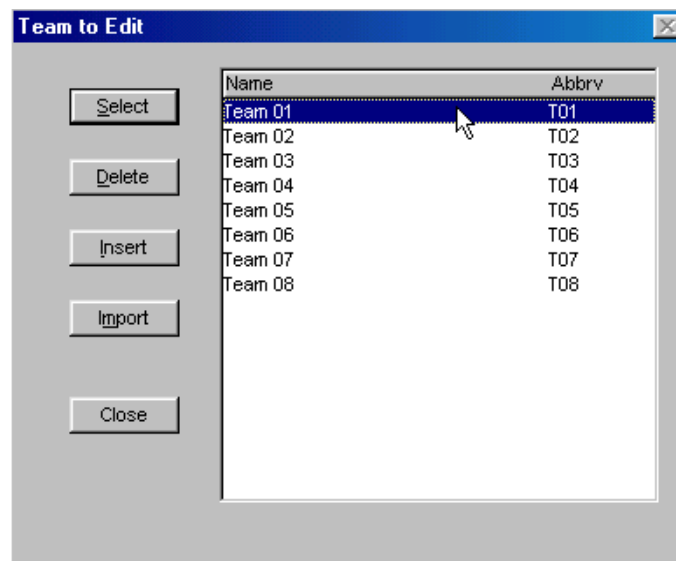 Team to Edit
Select
Delete
Insert
Import
Close
Name Abbrv
Team 01 T01
Team 02 T02
Team 03 T03
Team 04 T04
Team 05 T05
Team 06 T06
Team 07 T07
Team 08 T08